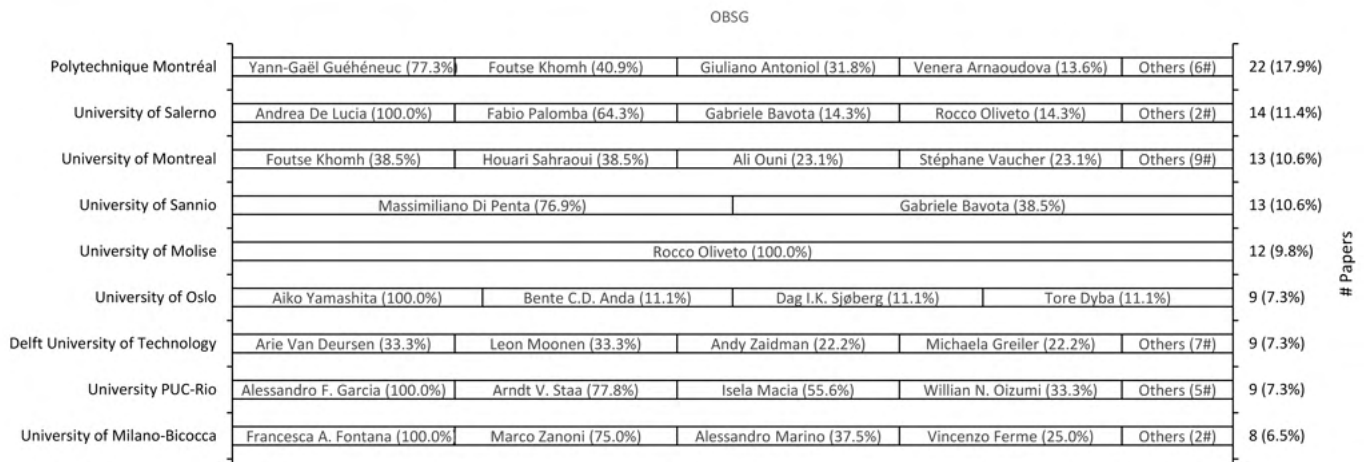 OBSG
Polytechnique Montréal Yann-Gaël Guéhéneuc (77.3%) Foutse Khomh (40.9%) Giuliano Antoniol (31.8%) Venera Arnaoudova (13.6%) Others (6#) 22 (17.9%)
University of Salerno Andrea De Lucia (100.0%) Fabio Palomba (64.3%) Gabriele Bavota (14.3%) Rocco Oliveto (14.3%) Others (2#) 14 (11.4%)
University of Montreal Foutse Khomh (38.5%) Houari Sahraoui (38.5%) Ali Ouni (23.1%) Stéphane Vaucher (23.1%) Others (9#) 13 (10.6%)
University of Sannio Massimiliano Di Penta (76.9%) Gabriele Bavota (38.5%) 13 (10.6%)
University of Molise Rocco Oliveto (100.0%) 12 (9.8%)
University of Oslo Aiko Yamashita (100.0%) Bente C.D. Anda (11.1%) Dag I.K. Sjøberg (11.1%) Tore Dyba (11.1%) 9 (7.3%)
Delft University of Technology Arie Van Deursen (33.3%) Leon Moonen (33.3%) Andy Zaidman (22.2%) Michaela Greiler (22.2%) Others (7#) 9 (7.3%)
University PUC-Rio Alessandro F. Garcia (100.0%) Arndt V. Staa (77.8%) Isela Macia (55.6%) Willian N. Oizumi (33.3%) Others (5#) 9 (7.3%)
University of Milano-Bicocca Francesca A. Fontana (100.0%) Marco Zanoni (75.0%) Alessandro Marino (37.5%) Vincenzo Ferme (25.0%) Others (2#) 8 (6.5%)
# Papers